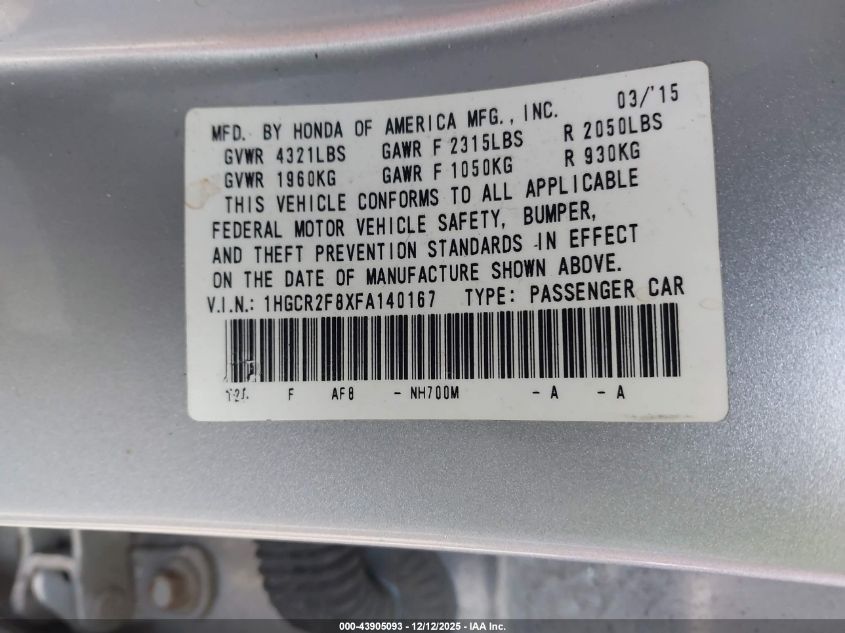 MFD. BY HONDA OF AMERICA MFG., INC. 03/'15
GVWR 4321LBS GAWR F 2315LBS R 2050LBS
GVWR 1960KG GAWR F 1050KG R 930KG
THIS VEHICLE CONFORMS TO ALL APPLICABLE
FEDERAL MOTOR VEHICLE SAFETY, BUMPER,
AND THEFT PREVENTION STANDARDS IN EFFECT
ON THE DATE OF MANUFACTURE SHOWN ABOVE.
V.I.N.: 1HGCR2F8XFA140167 TYPE: PASSENGER CAR
F AF8 - NH700M - A - A
000-43905093 - 12/12/2025 - IAA Inc.